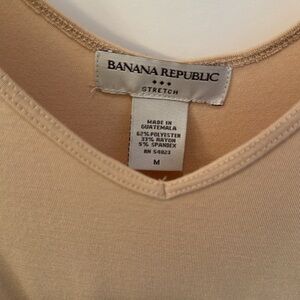 BANANA REPUBLIC
STRETCH
MADE IN
GUATEMALA
62% POLYESTER
33% RAYON
5% SPANDEX
RN 54023
M